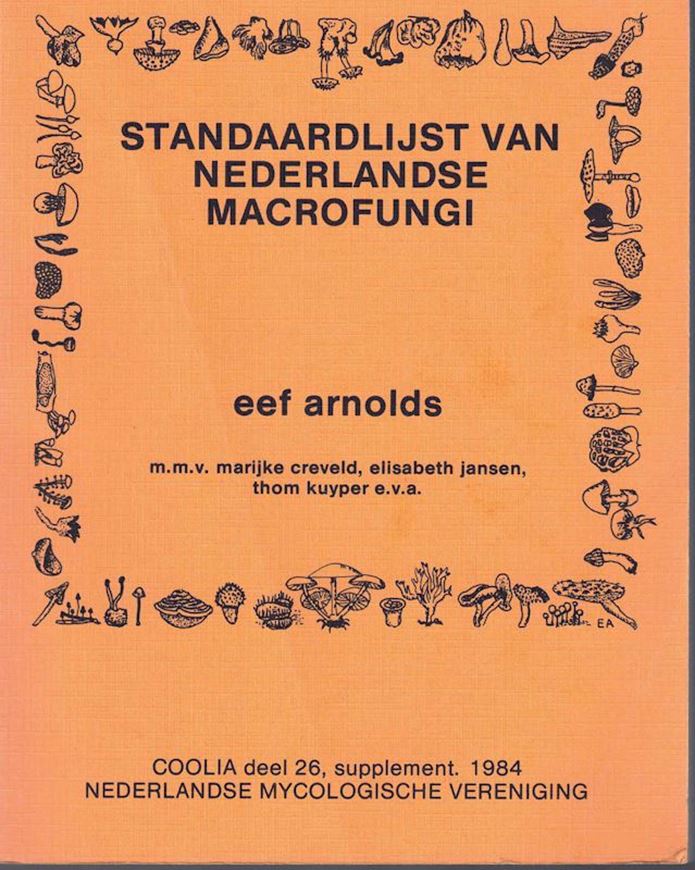 STANDAARDLIJST VAN
NEDERLANDSE
MACROFUNGI
eef arnolds
m.m.v. marijke creveld, elisabeth jansen,
thom kuyper e.v.a.
EA
COOLIA deel 26, supplement. 1984
NEDERLANDSE MYCOLOGISCHE VERENIGING